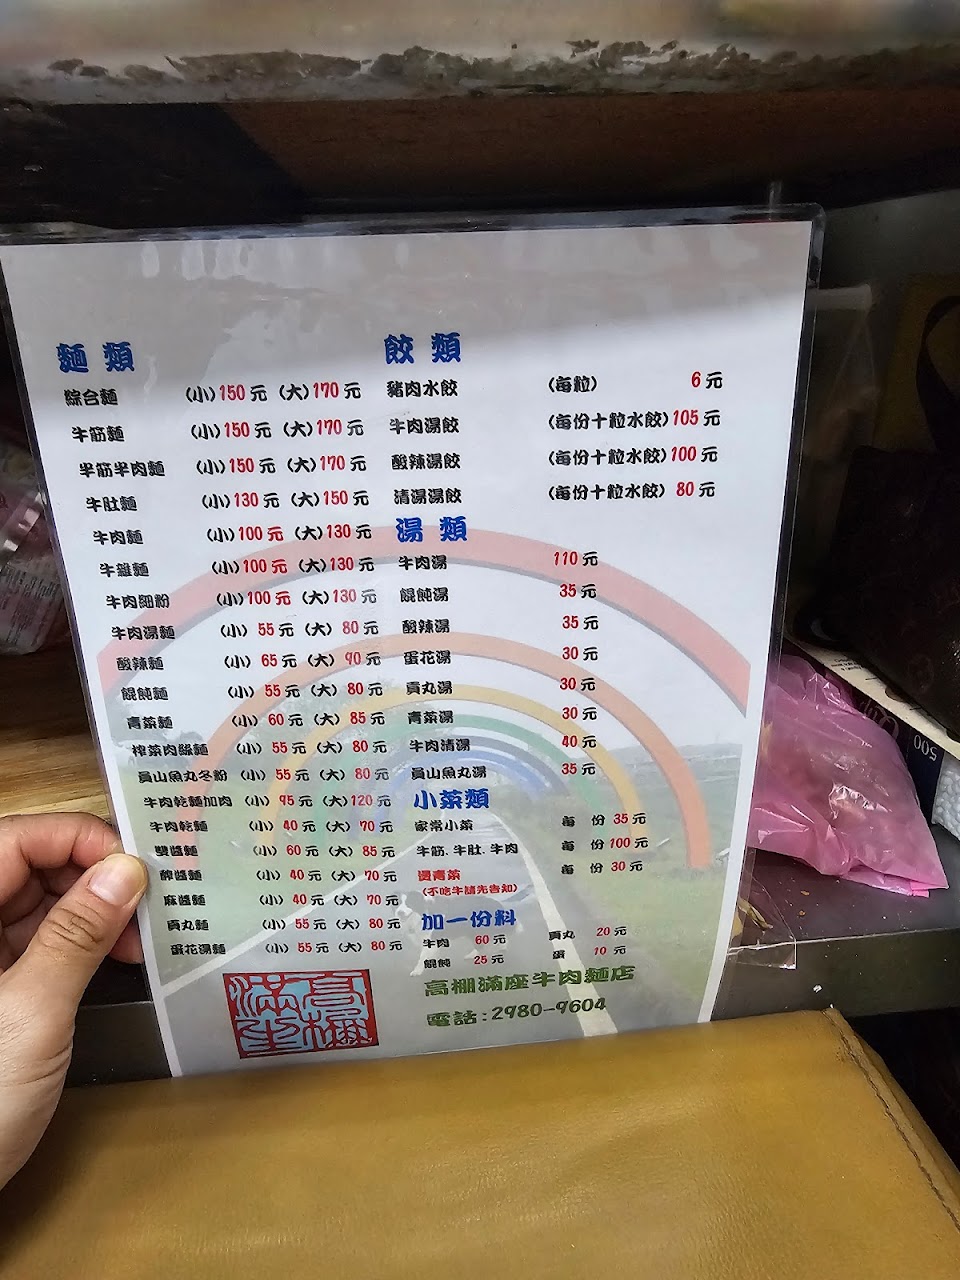 麵類
綜合麵 (小)150元 (大)170元
牛筋麵 (小)150元 (大)170元
半筋半肉麵 (小)150元 (大)170元
牛肚麵 (小)130元 (大)150元
牛肉麵 (小)100元 (大)130元
牛雜麵 (小)100元 (大)130元
牛肉細粉 (小)100元 (大)130元
牛肉湯麵 (小) 55元 (大) 80元
酸辣麵 (小) 65元 (大) 90元
餛飩麵 (小) 55元 (大) 80元
青菜麵 (小) 60元 (大) 85元
榨菜肉絲麵 (小) 55元 (大) 80元
員山魚丸冬粉 (小) 55元 (大) 80元
牛肉乾麵加肉 (小) 95元 (大)120元
牛肉乾麵 (小) 40元 (大) 70元
雙醬麵 (小) 60元 (大) 85元
炸醬麵 (小) 40元 (大) 70元
麻醬麵 (小) 40元 (大) 70元
貢丸麵 (小) 55元 (大) 80元
蛋花湯麵 (小) 55元 (大) 80元
餃類
豬肉水餃 (每粒) 6元
牛肉湯餃 (每份十粒水餃)105元
酸辣湯餃 (每份十粒水餃)100元
清湯湯餃 (每份十粒水餃) 80元
湯類
牛肉湯 110元
餛飩湯 35元
酸辣湯 35元
蛋花湯 30元
貢丸湯 30元
青菜湯 30元
牛肉清湯 40元
員山魚丸湯 35元
小菜類
家常小菜 每份 35元
牛筋.牛肚.牛肉 每份100元
燙青菜 每份 30元
(不吃牛請先告知)
加一份料
牛肉 60元 貢丸 20元
餛飩 25元 蛋 10元
高棚滿座牛肉麵店
電話:2980-9604
高棚滿座
500